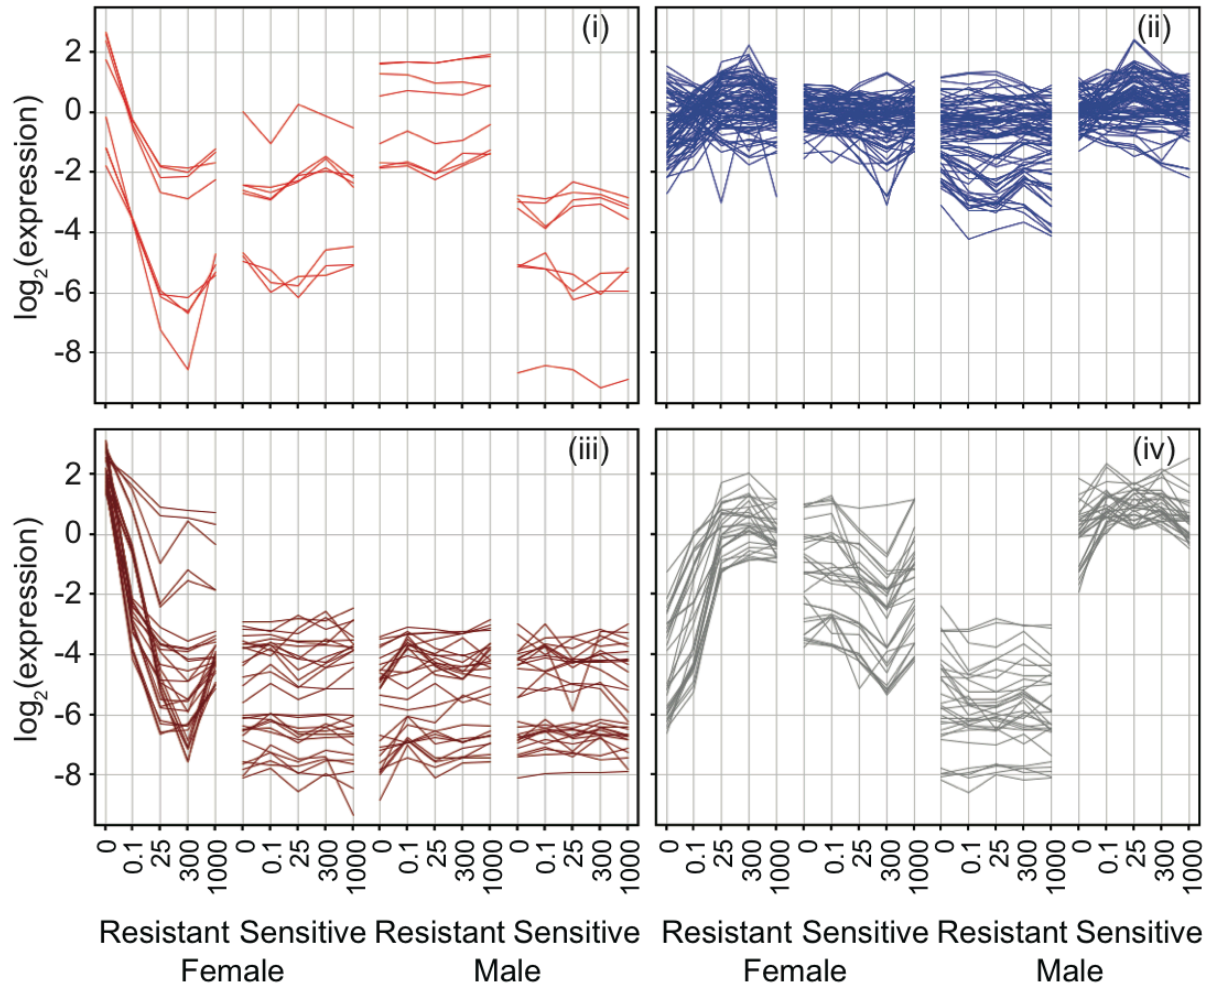 (i)
(ii)
2
0
-2
-4
-6
-8
log2(expression)
(iii)
(iv)
2
0
-2
-4
-6
-8
log2(expression)
0 0.1 25 300 1000 0 0.1 25 300 1000 0 0.1 25 300 1000 0 0.1 25 300 1000 0 0.1 25 300 1000 0 0.1 25 300 1000 0 0.1 25 300 1000 0 0.1 25 300 1000
Resistant Sensitive Resistant Sensitive Resistant Sensitive Resistant Sensitive
Female Male Female Male